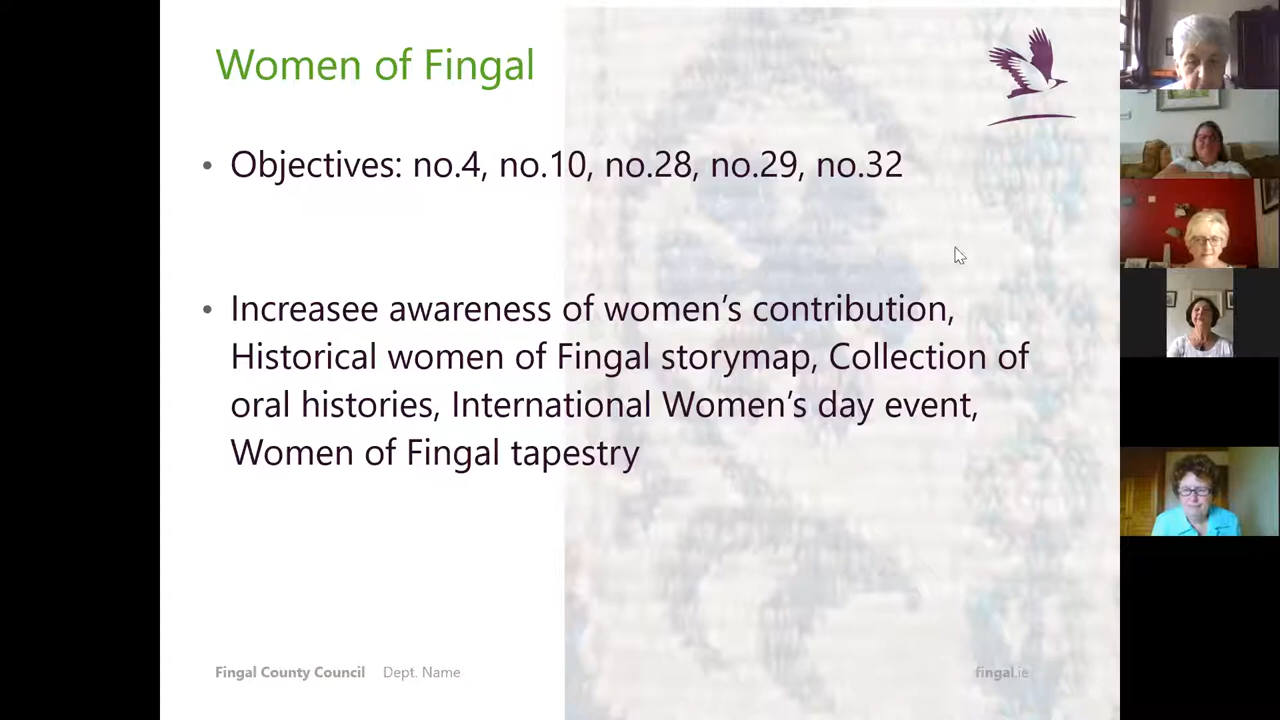 Women of Fingal
• Objectives: no.4, no.10, no.28, no.29, no.32
• Increasee awareness of women’s contribution,
Historical women of Fingal storymap, Collection of
oral histories, International Women’s day event,
Women of Fingal tapestry
Fingal County Council Dept. Name
fingal.ie